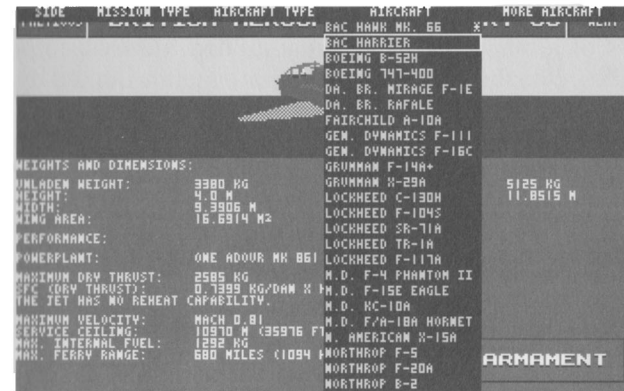 SIDE MISSION TYPE AIRCRAFT TYPE AIRCRAFT MORE AIRCRAFT
BRITISH AEROS
BAC HAWK MK. 66 *
BAC HARRIER
BOEING B-52H
BOEING 747-400
DA. BR. MIRAGE F-1E
DA. BR. RAFALE
FAIRCHILD A-10A
GEN. DYNAMICS F-111
GEN. DYNAMICS F-16C
GRUMMAN F-14A+
GRUMMAN X-29A
LOCKHEED C-130H
LOCKHEED F-104S
LOCKHEED SR-71A
LOCKHEED TR-1A
LOCKHEED F-117A
M.D. F-4 PHANTOM II
M.D. F-15E EAGLE
M.D. KC-10A
M.D. F/A-18A HORNET
N. AMERICAN X-15A
NORTHROP F-5
NORTHROP F-20A
NORTHROP B-2
WEIGHTS AND DIMENSIONS:
UNLADEN WEIGHT: 3380 KG 5125 KG
HEIGHT: 4.0 M 11.8515 M
WIDTH: 9.3906 M
WING AREA: 16.6914 M2
PERFORMANCE:
POWERPLANT: ONE ADOUR MK 861
MAXIMUM DRY THRUST: 2585 KG
SFC (DRY THRUST): 0.7399 KG/DAN X H
THE JET HAS NO REHEAT CAPABILITY.
MAXIMUM VELOCITY: MACH 0.81
SERVICE CEILING: 10970 M (35976 FT
MAX. INTERNAL FUEL: 1292 KG
MAX. FERRY RANGE: 680 MILES (1094 K
ARMAMENT